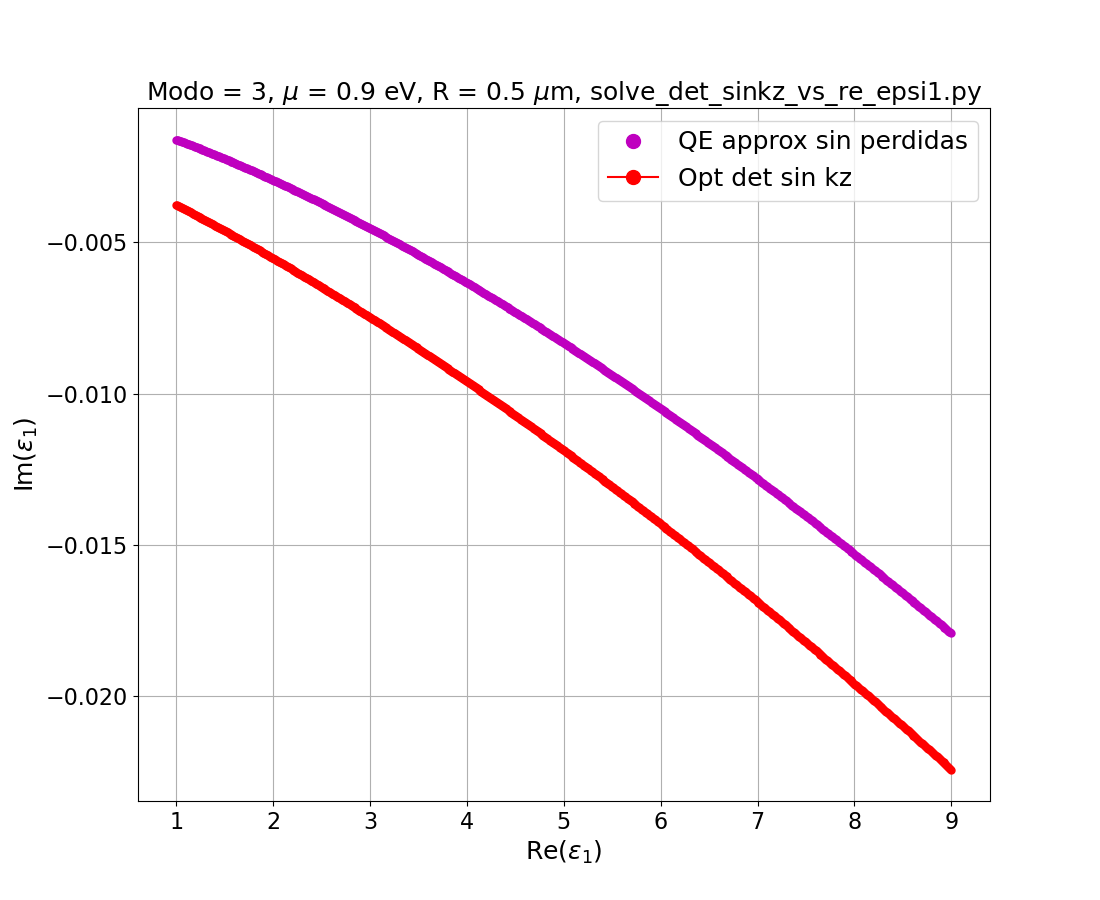 Modo = 3, μ = 0.9 eV, R = 0.5 μm, solve_det_sinkz_vs_re_epsi1.py
QE approx sin perdidas
Opt det sin kz
−0.005
−0.010
−0.015
−0.020
Im(ε₁)
1 2 3 4 5 6 7 8 9
Re(ε₁)